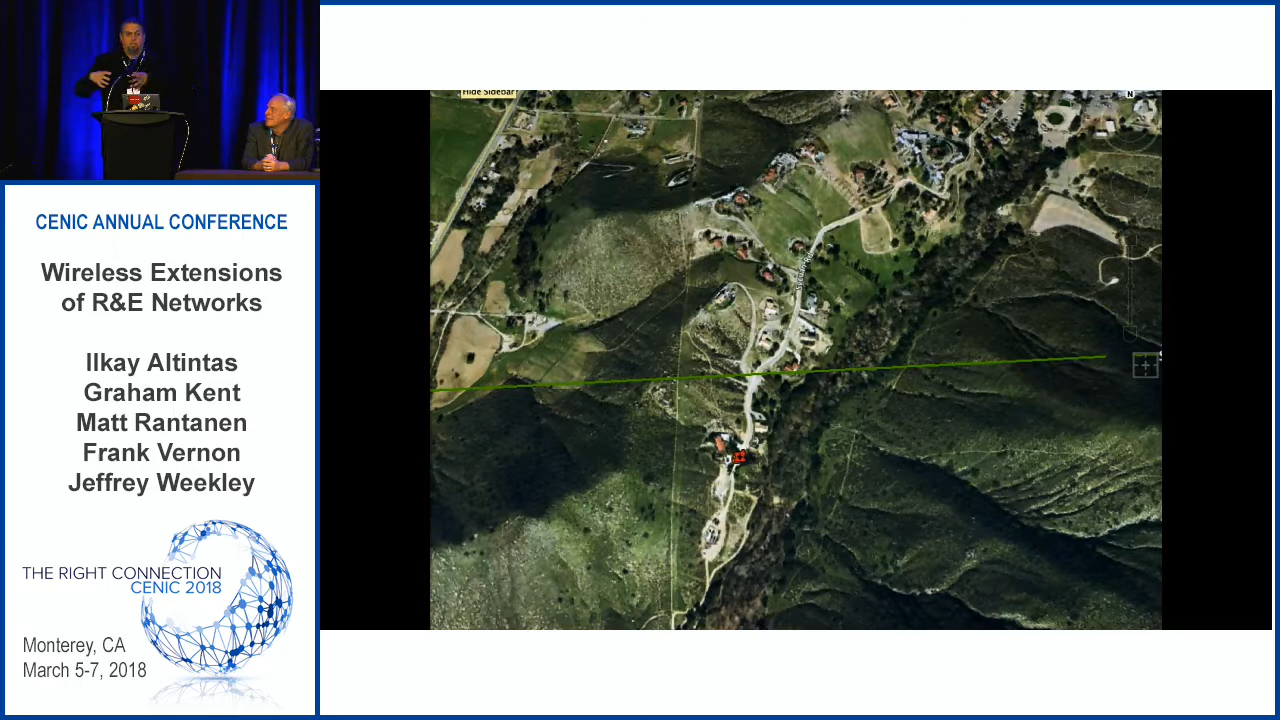 CENIC ANNUAL CONFERENCE
Wireless Extensions
of R&E Networks
Ilkay Altintas
Graham Kent
Matt Rantanen
Frank Vernon
Jeffrey Weekley
THE RIGHT CONNECTION
CENIC 2018
Monterey, CA
March 5-7, 2018
Hide Sidebar
N